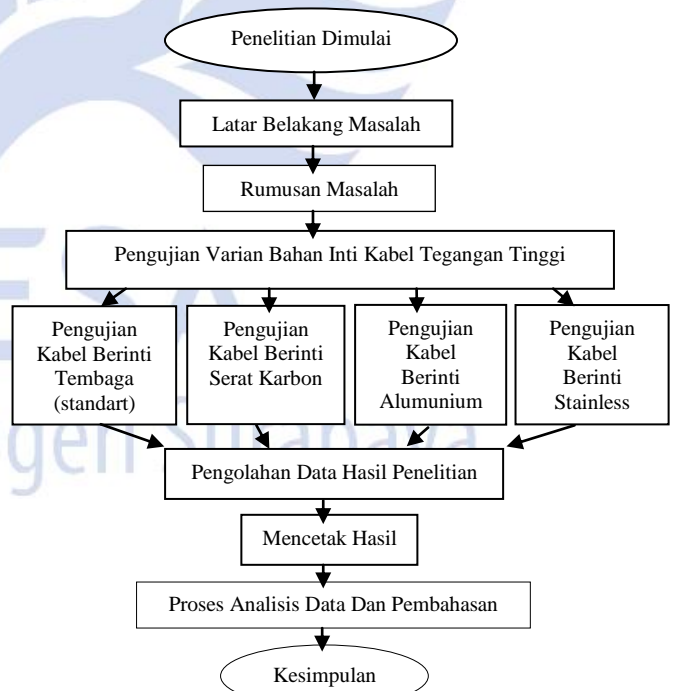 Penelitian Dimulai
Latar Belakang Masalah
Rumusan Masalah
Pengujian Varian Bahan Inti Kabel Tegangan Tinggi
Pengujian
Kabel Berinti
Tembaga
(standart)
Pengujian
Kabel Berinti
Serat Karbon
Pengujian
Kabel
Berinti
Alumunium
Pengujian
Kabel
Berinti
Stainless
Pengolahan Data Hasil Penelitian
Mencetak Hasil
Proses Analisis Data Dan Pembahasan
Kesimpulan